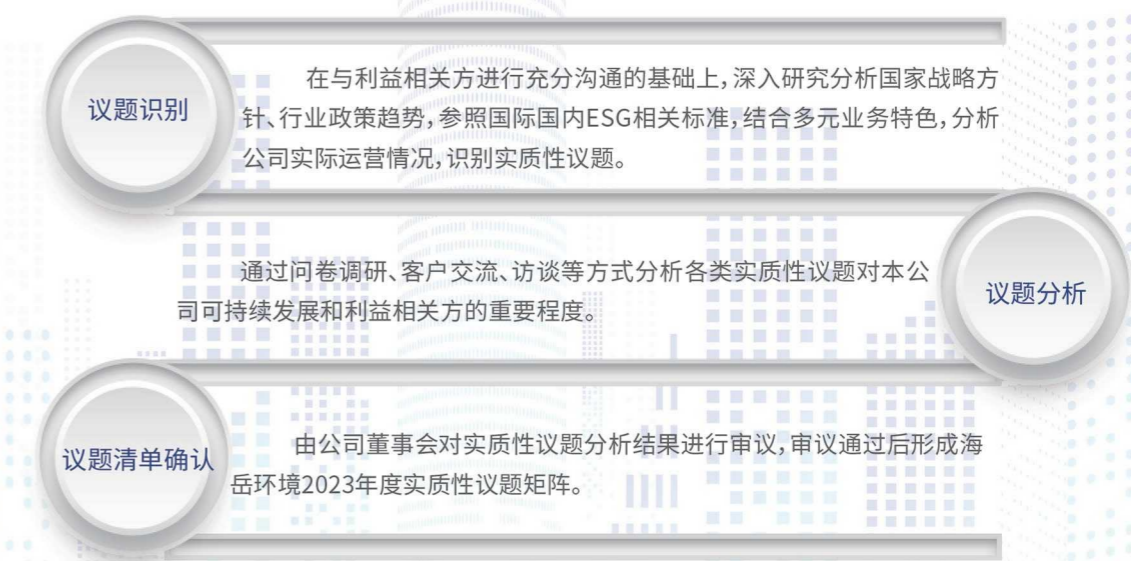 议题识别
在与利益相关方进行充分沟通的基础上,深入研究分析国家战略方
针、行业政策趋势,参照国际国内ESG相关标准,结合多元业务特色,分析
公司实际运营情况,识别实质性议题。
通过问卷调研、客户交流、访谈等方式分析各类实质性议题对本公
司可持续发展和利益相关方的重要程度。
议题分析
议题清单确认
由公司董事会对实质性议题分析结果进行审议,审议通过后形成海
岳环境2023年度实质性议题矩阵。